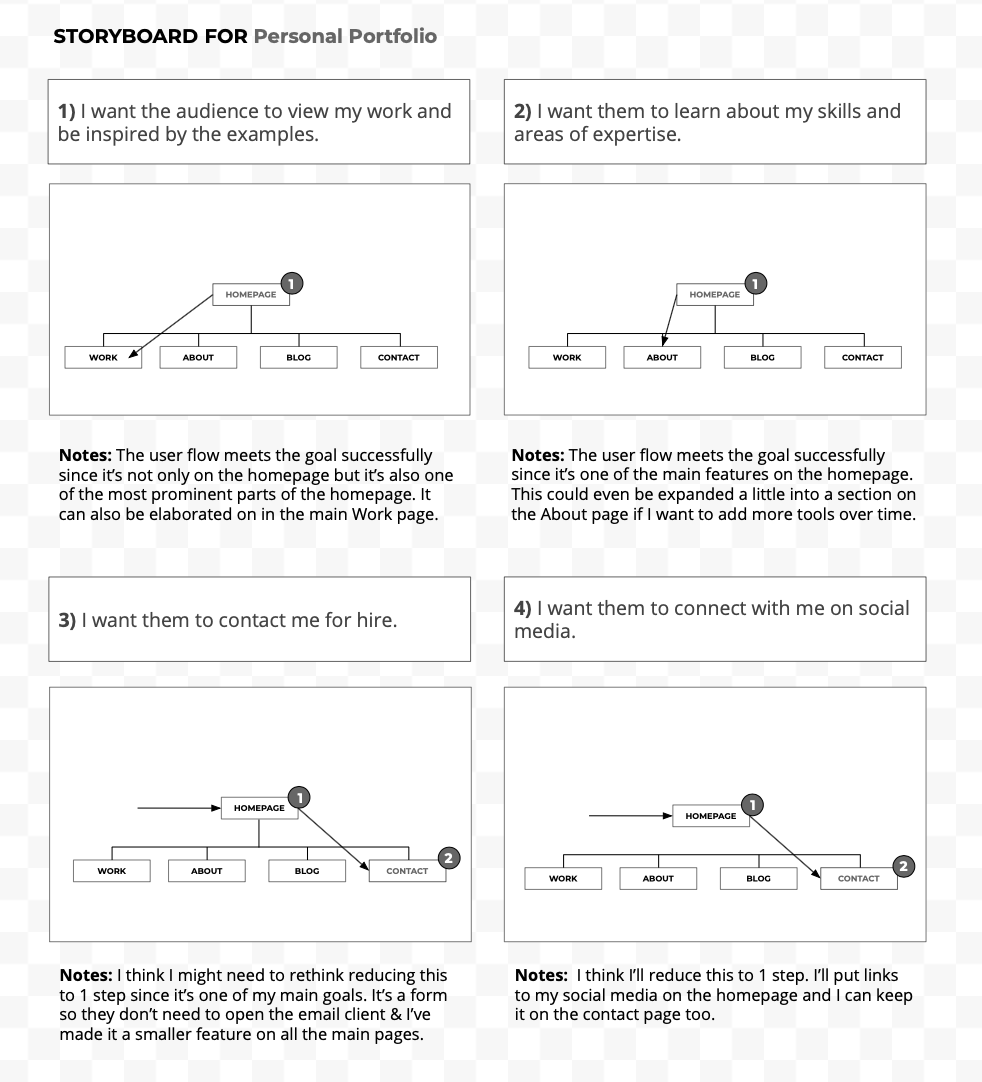 STORYBOARD FOR Personal Portfolio
1) I want the audience to view my work and
be inspired by the examples.
2) I want them to learn about my skills and
areas of expertise.
1
HOMEPAGE
WORK
ABOUT
BLOG
CONTACT
1
HOMEPAGE
WORK
ABOUT
BLOG
CONTACT
Notes: The user flow meets the goal successfully
since it’s not only on the homepage but it’s also one
of the most prominent parts of the homepage. It
can also be elaborated on in the main Work page.
Notes: The user flow meets the goal successfully
since it’s one of the main features on the homepage.
This could even be expanded a little into a section on
the About page if I want to add more tools over time.
3) I want them to contact me for hire.
4) I want them to connect with me on social
media.
1
HOMEPAGE
2
WORK
ABOUT
BLOG
CONTACT
1
HOMEPAGE
2
WORK
ABOUT
BLOG
CONTACT
Notes: I think I might need to rethink reducing this
to 1 step since it’s one of my main goals. It’s a form
so they don’t need to open the email client & I’ve
made it a smaller feature on all the main pages.
Notes: I think I’ll reduce this to 1 step. I’ll put links
to my social media on the homepage and I can keep
it on the contact page too.